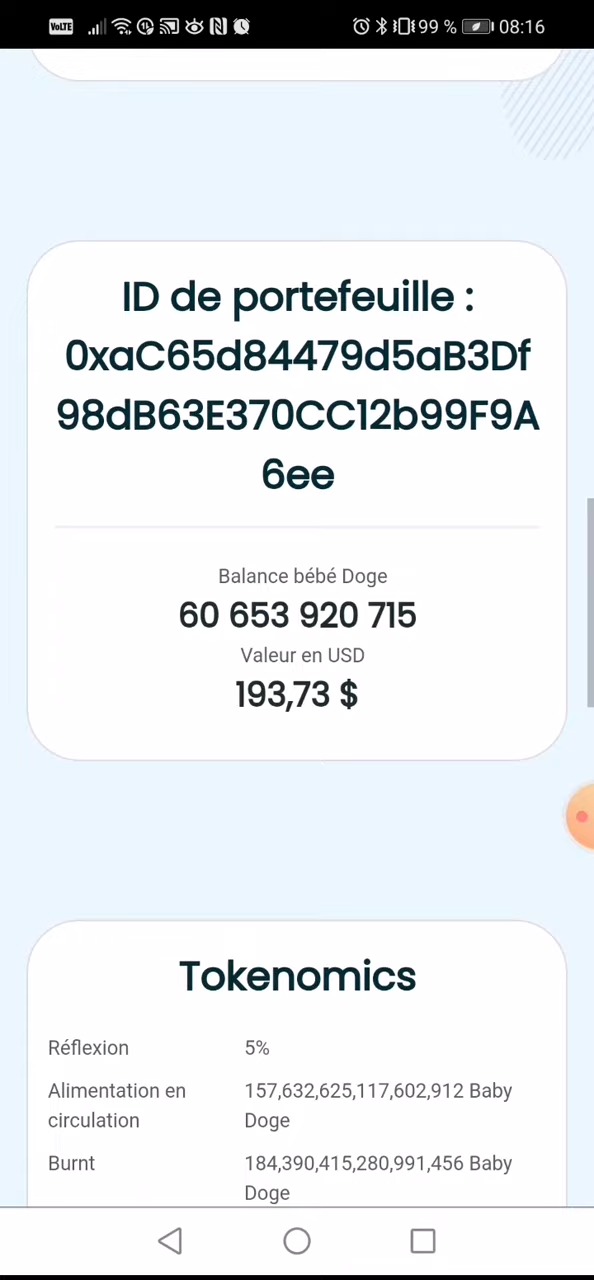 VoLTE 99 % 08:16
ID de portefeuille :
0xaC65d84479d5aB3Df
98dB63E370CC12b99F9A
6ee
Balance bébé Doge
60 653 920 715
Valeur en USD
193,73 $
Tokenomics
Réflexion 5%
Alimentation en 157,632,625,117,602,912 Baby
circulation Doge
Burnt 184,390,415,280,991,456 Baby
Doge